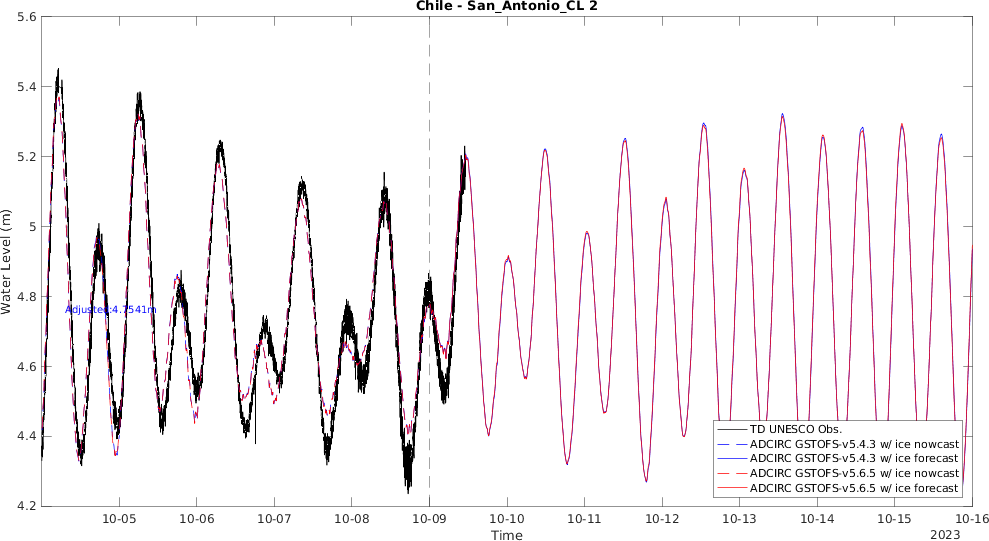 Chile - San_Antonio_CL 2
5.6
5.4
5.2
5
4.8
4.6
4.4
4.2
Water Level (m)
Adjusted:4.7541m
TD UNESCO Obs.
ADCIRC GSTOFS-v5.4.3 w/ ice nowcast
ADCIRC GSTOFS-v5.4.3 w/ ice forecast
ADCIRC GSTOFS-v5.6.5 w/ ice nowcast
ADCIRC GSTOFS-v5.6.5 w/ ice forecast
10-05 10-06 10-07 10-08 10-09 10-10 10-11 10-12 10-13 10-14 10-15 10-16
Time
2023